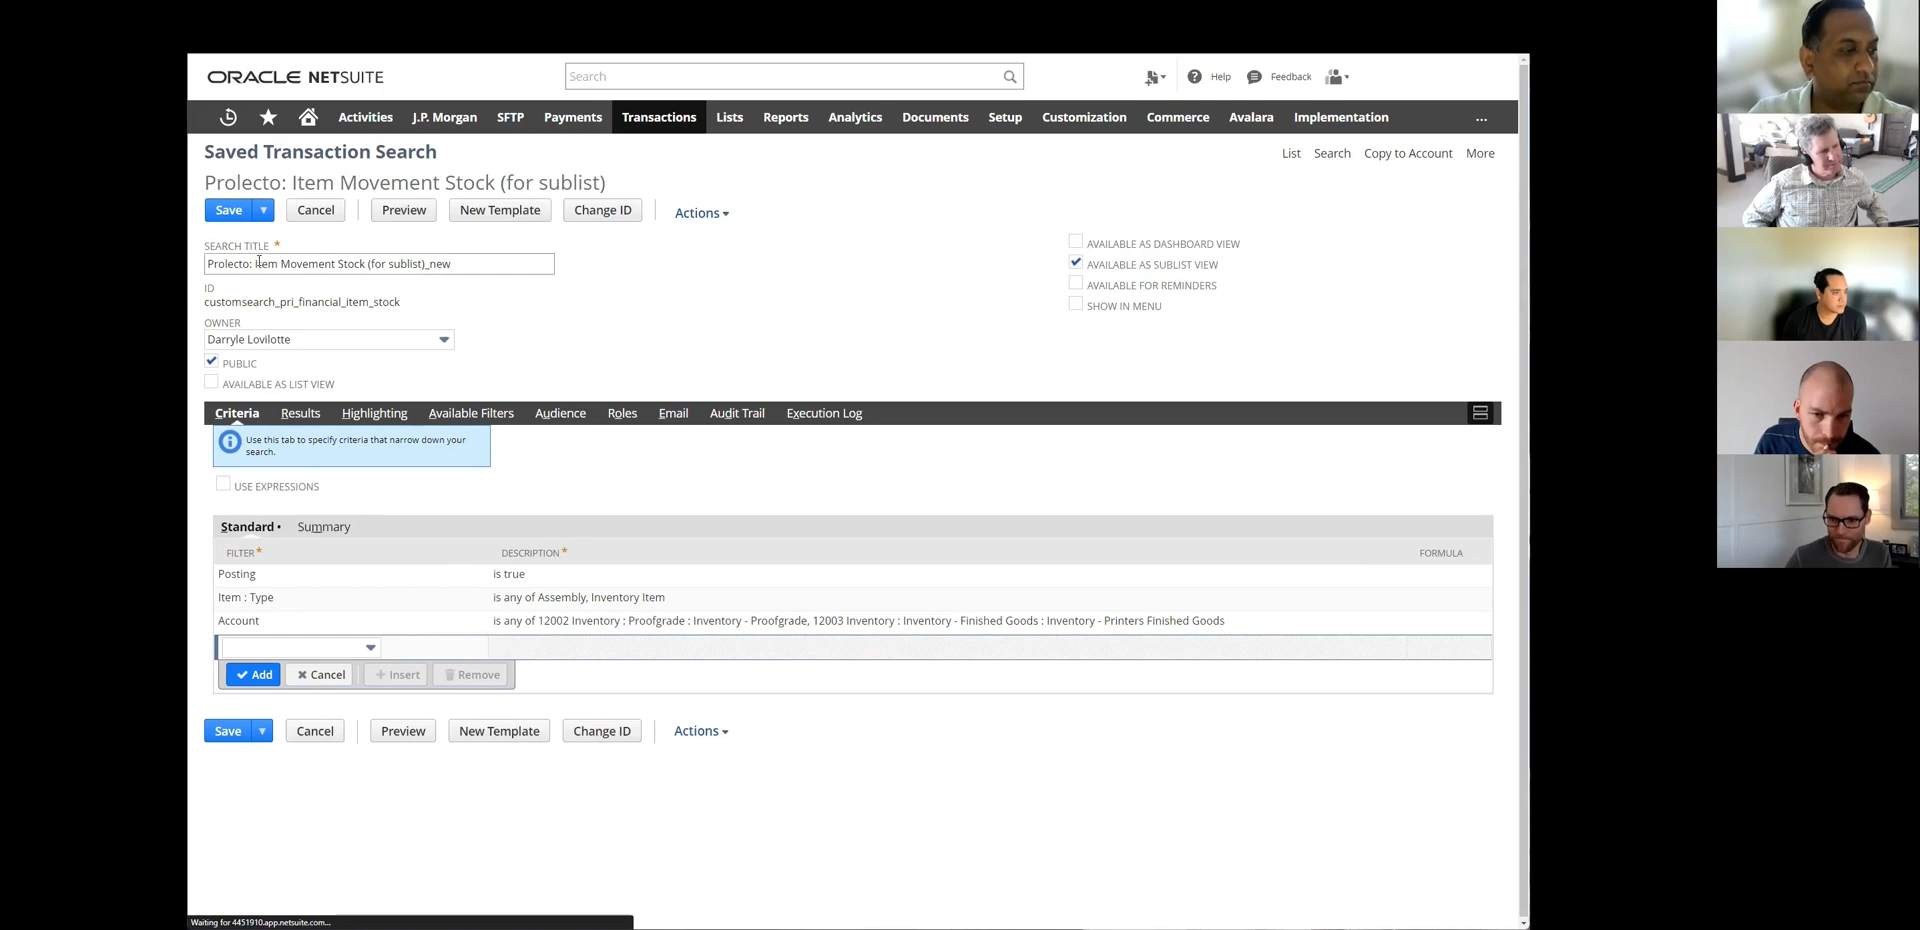 ORACLE NETSUITE
Search
Help
Feedback
Activities J.P. Morgan SFTP Payments Transactions Lists Reports Analytics Documents Setup Customization Commerce Avalara Implementation ...
Saved Transaction Search
List Search Copy to Account More
Prolecto: Item Movement Stock (for sublist)
Save Cancel Preview New Template Change ID Actions
SEARCH TITLE *
Prolecto: Item Movement Stock (for sublist)_new
ID
customsearch_pri_financial_item_stock
OWNER
Darryle Lovilotte
PUBLIC
AVAILABLE AS LIST VIEW
AVAILABLE AS DASHBOARD VIEW
AVAILABLE AS SUBLIST VIEW
AVAILABLE FOR REMINDERS
SHOW IN MENU
Criteria Results Highlighting Available Filters Audience Roles Email Audit Trail Execution Log
Use this tab to specify criteria that narrow down your
search.
USE EXPRESSIONS
Standard • Summary
FILTER * DESCRIPTION * FORMULA
Posting is true
Item : Type is any of Assembly, Inventory Item
Account is any of 12002 Inventory : Proofgrade : Inventory - Proofgrade, 12003 Inventory : Inventory - Finished Goods : Inventory - Printers Finished Goods
Add Cancel Insert Remove
Save Cancel Preview New Template Change ID Actions
Waiting for 4451910.app.netsuite.com...